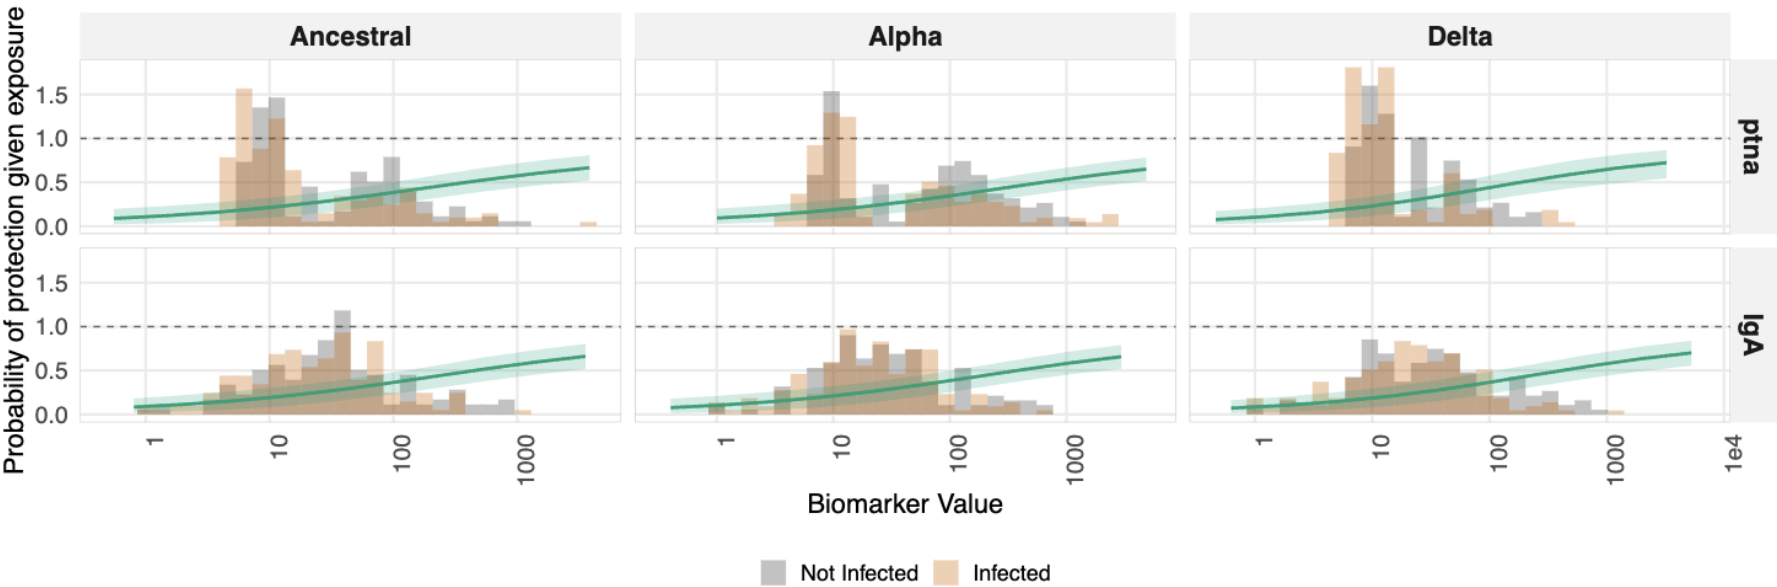 Probability of protection given exposure
Ancestral
Alpha
Delta
1.5
1.0
0.5
0.0
ptna
1.5
1.0
0.5
0.0
IgA
1
10
100
1000
1
10
100
1000
1
10
100
1000
1e4
Biomarker Value
Not Infected
Infected